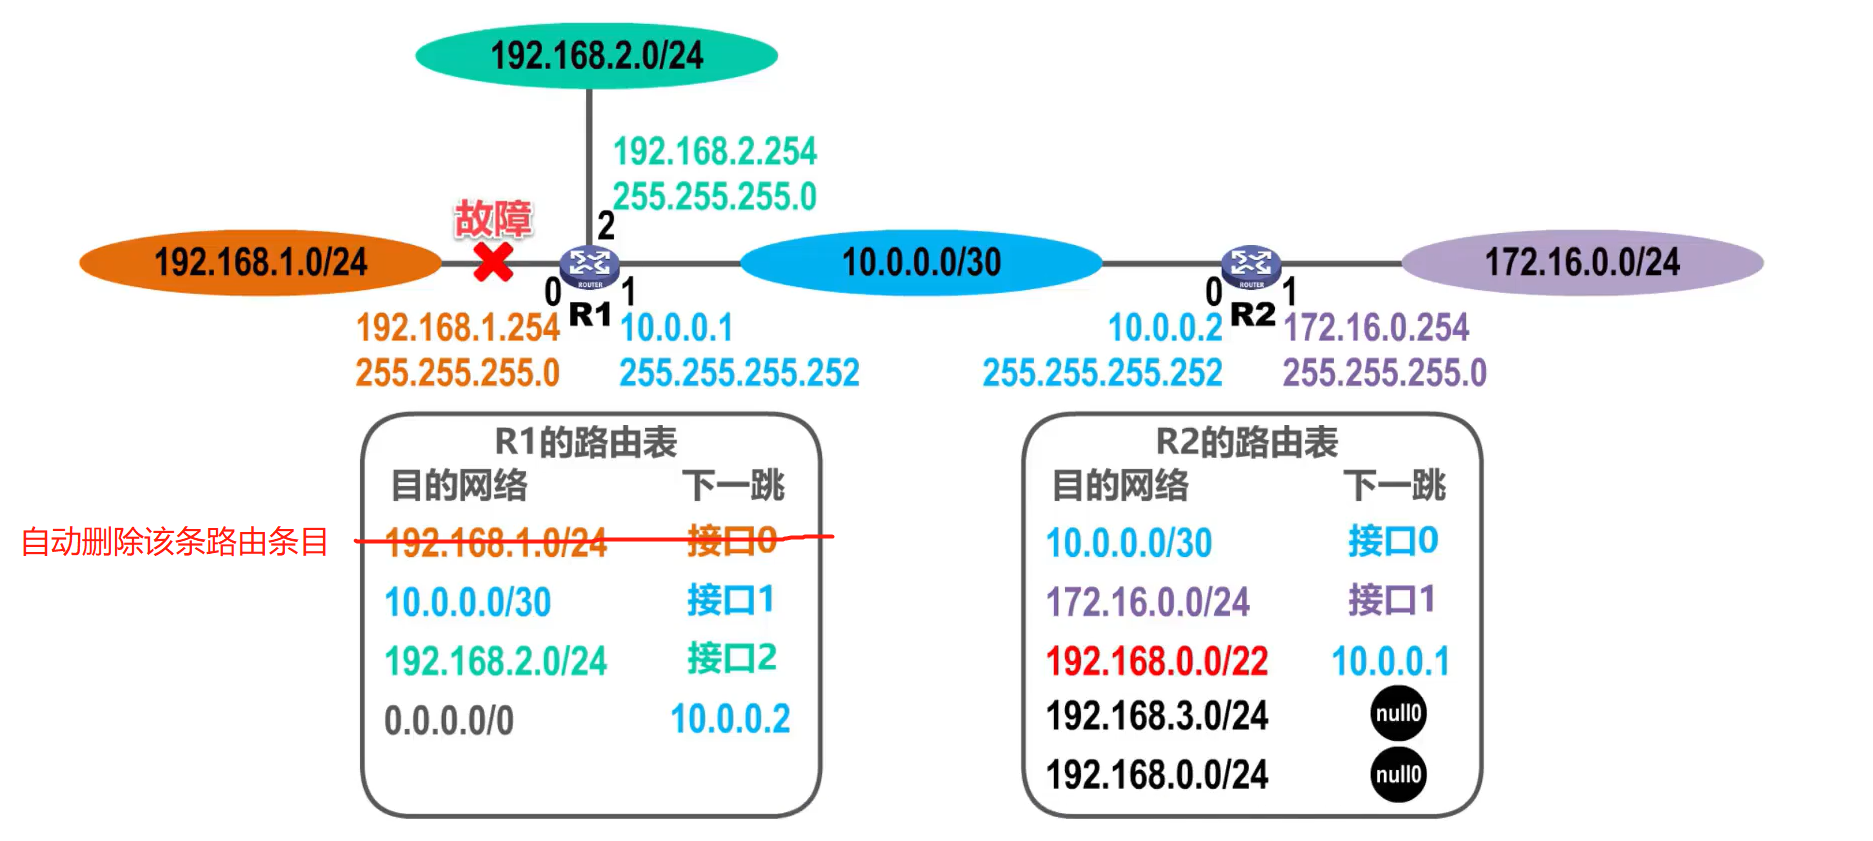 192.168.2.0/24
192.168.2.254
255.255.255.0
故障
2
192.168.1.0/24
10.0.0.0/30
172.16.0.0/24
ROUTER
ROUTER
0
1
0
1
R1
R2
192.168.1.254
10.0.0.1
10.0.0.2
172.16.0.254
255.255.255.0
255.255.255.252
255.255.255.252
255.255.255.0
R1的路由表
目的网络 下一跳
自动删除该条路由条目
192.168.1.0/24 接口0
10.0.0.0/30 接口1
192.168.2.0/24 接口2
0.0.0.0/0 10.0.0.2
R2的路由表
目的网络 下一跳
10.0.0.0/30 接口0
172.16.0.0/24 接口1
192.168.0.0/22 10.0.0.1
192.168.3.0/24 null0
192.168.0.0/24 null0